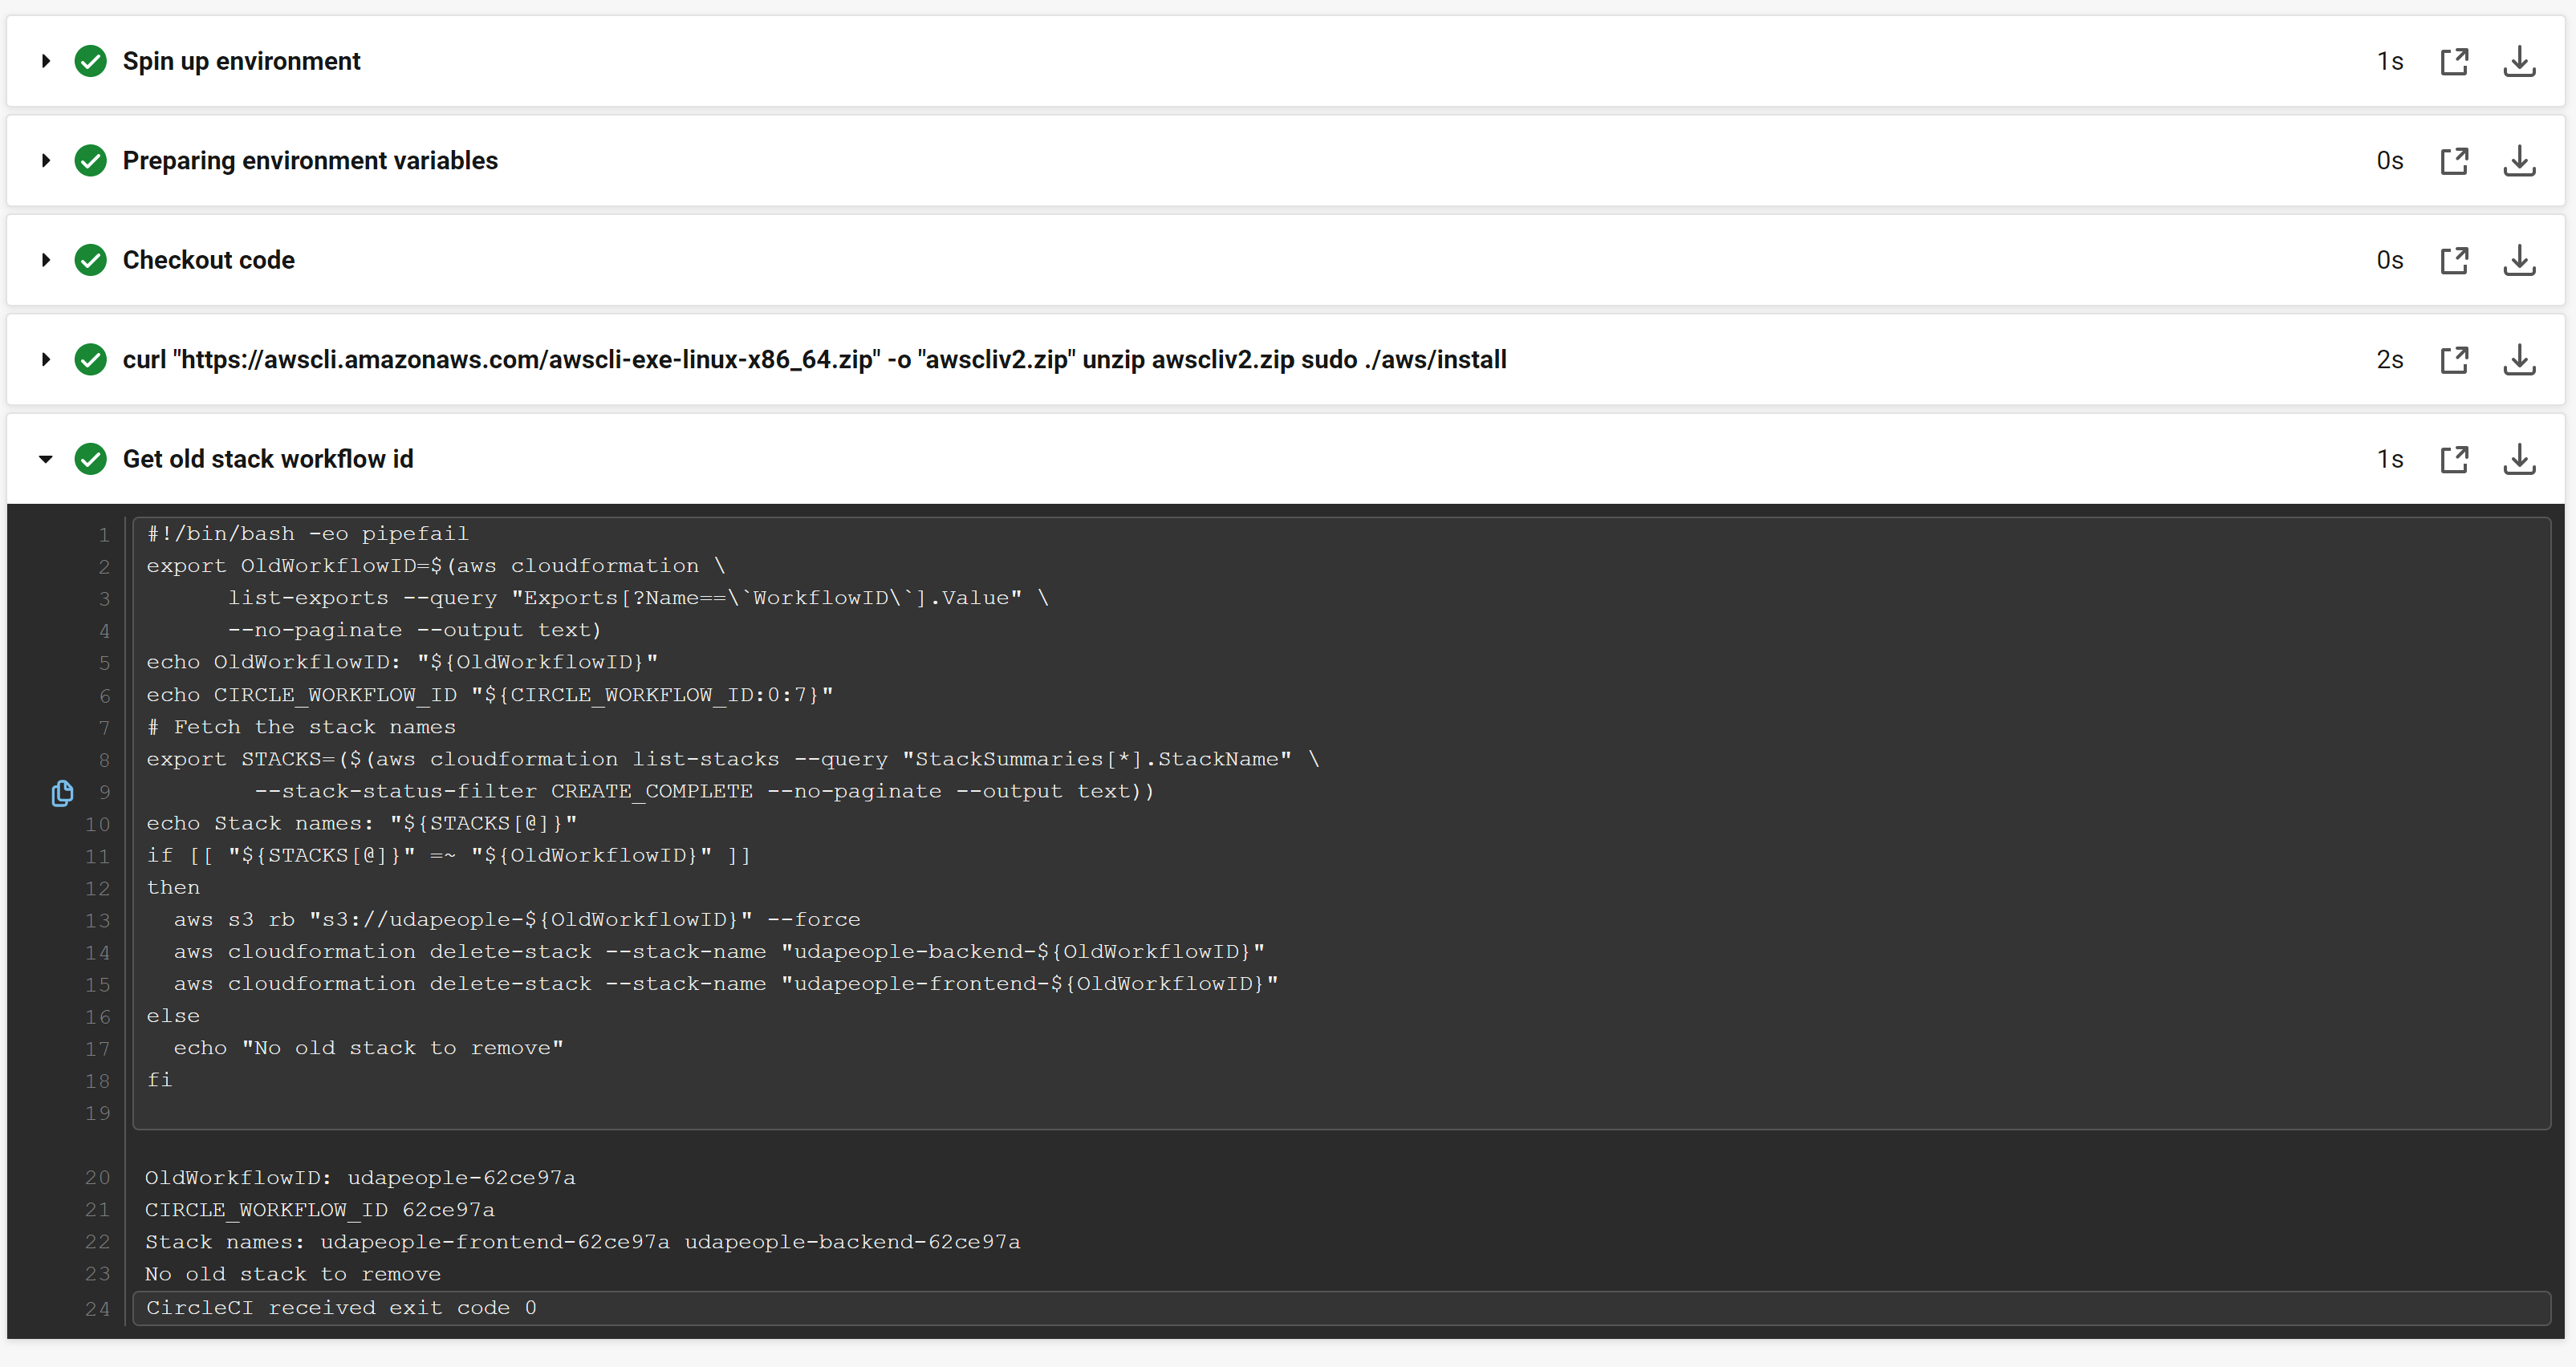 Spin up environment 1s
Preparing environment variables 0s
Checkout code 0s
curl "https://awscli.amazonaws.com/awscli-exe-linux-x86_64.zip" -o "awscliv2.zip" unzip awscliv2.zip sudo ./aws/install 2s
Get old stack workflow id 1s
1 #!/bin/bash -eo pipefail
2 export OldWorkflowID=$(aws cloudformation \
3       list-exports --query "Exports[?Name==\`WorkflowID\`].Value" \
4       --no-paginate --output text)
5 echo OldWorkflowID: "${OldWorkflowID}"
6 echo CIRCLE_WORKFLOW_ID "${CIRCLE_WORKFLOW_ID:0:7}"
7 # Fetch the stack names
8 export STACKS=($(aws cloudformation list-stacks --query "StackSummaries[*].StackName" \
9         --stack-status-filter CREATE_COMPLETE --no-paginate --output text))
10 echo Stack names: "${STACKS[@]}"
11 if [[ "${STACKS[@]}" =~ "${OldWorkflowID}" ]]
12 then
13   aws s3 rb "s3://udapeople-${OldWorkflowID}" --force
14   aws cloudformation delete-stack --stack-name "udapeople-backend-${OldWorkflowID}"
15   aws cloudformation delete-stack --stack-name "udapeople-frontend-${OldWorkflowID}"
16 else
17   echo "No old stack to remove"
18 fi
19
20 OldWorkflowID: udapeople-62ce97a
21 CIRCLE_WORKFLOW_ID 62ce97a
22 Stack names: udapeople-frontend-62ce97a udapeople-backend-62ce97a
23 No old stack to remove
24 CircleCI received exit code 0